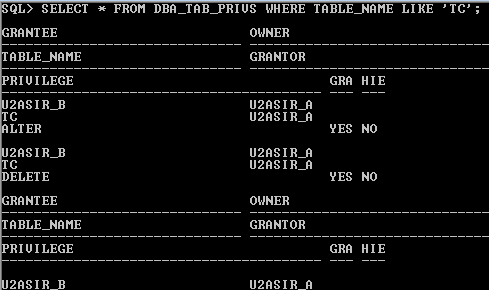 SQL> SELECT * FROM DBA_TAB_PRIVS WHERE TABLE_NAME LIKE 'TC';
GRANTEE OWNER
TABLE_NAME GRANTOR
PRIVILEGE GRA HIE
U2ASIR_B U2ASIR_A
TC U2ASIR_A
ALTER YES NO
U2ASIR_B U2ASIR_A
TC U2ASIR_A
DELETE YES NO
GRANTEE OWNER
TABLE_NAME GRANTOR
PRIVILEGE GRA HIE
U2ASIR_B U2ASIR_A